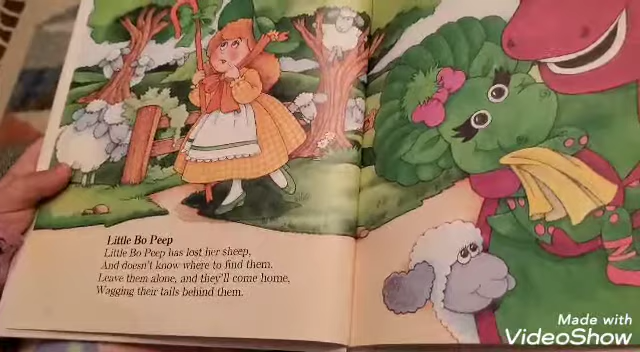 Little Bo Peep
Little Bo Peep has lost her sheep,
And doesn't know where to find them.
Leave them alone, and they'll come home,
Wagging their tails behind them.
Made with
VideoShow